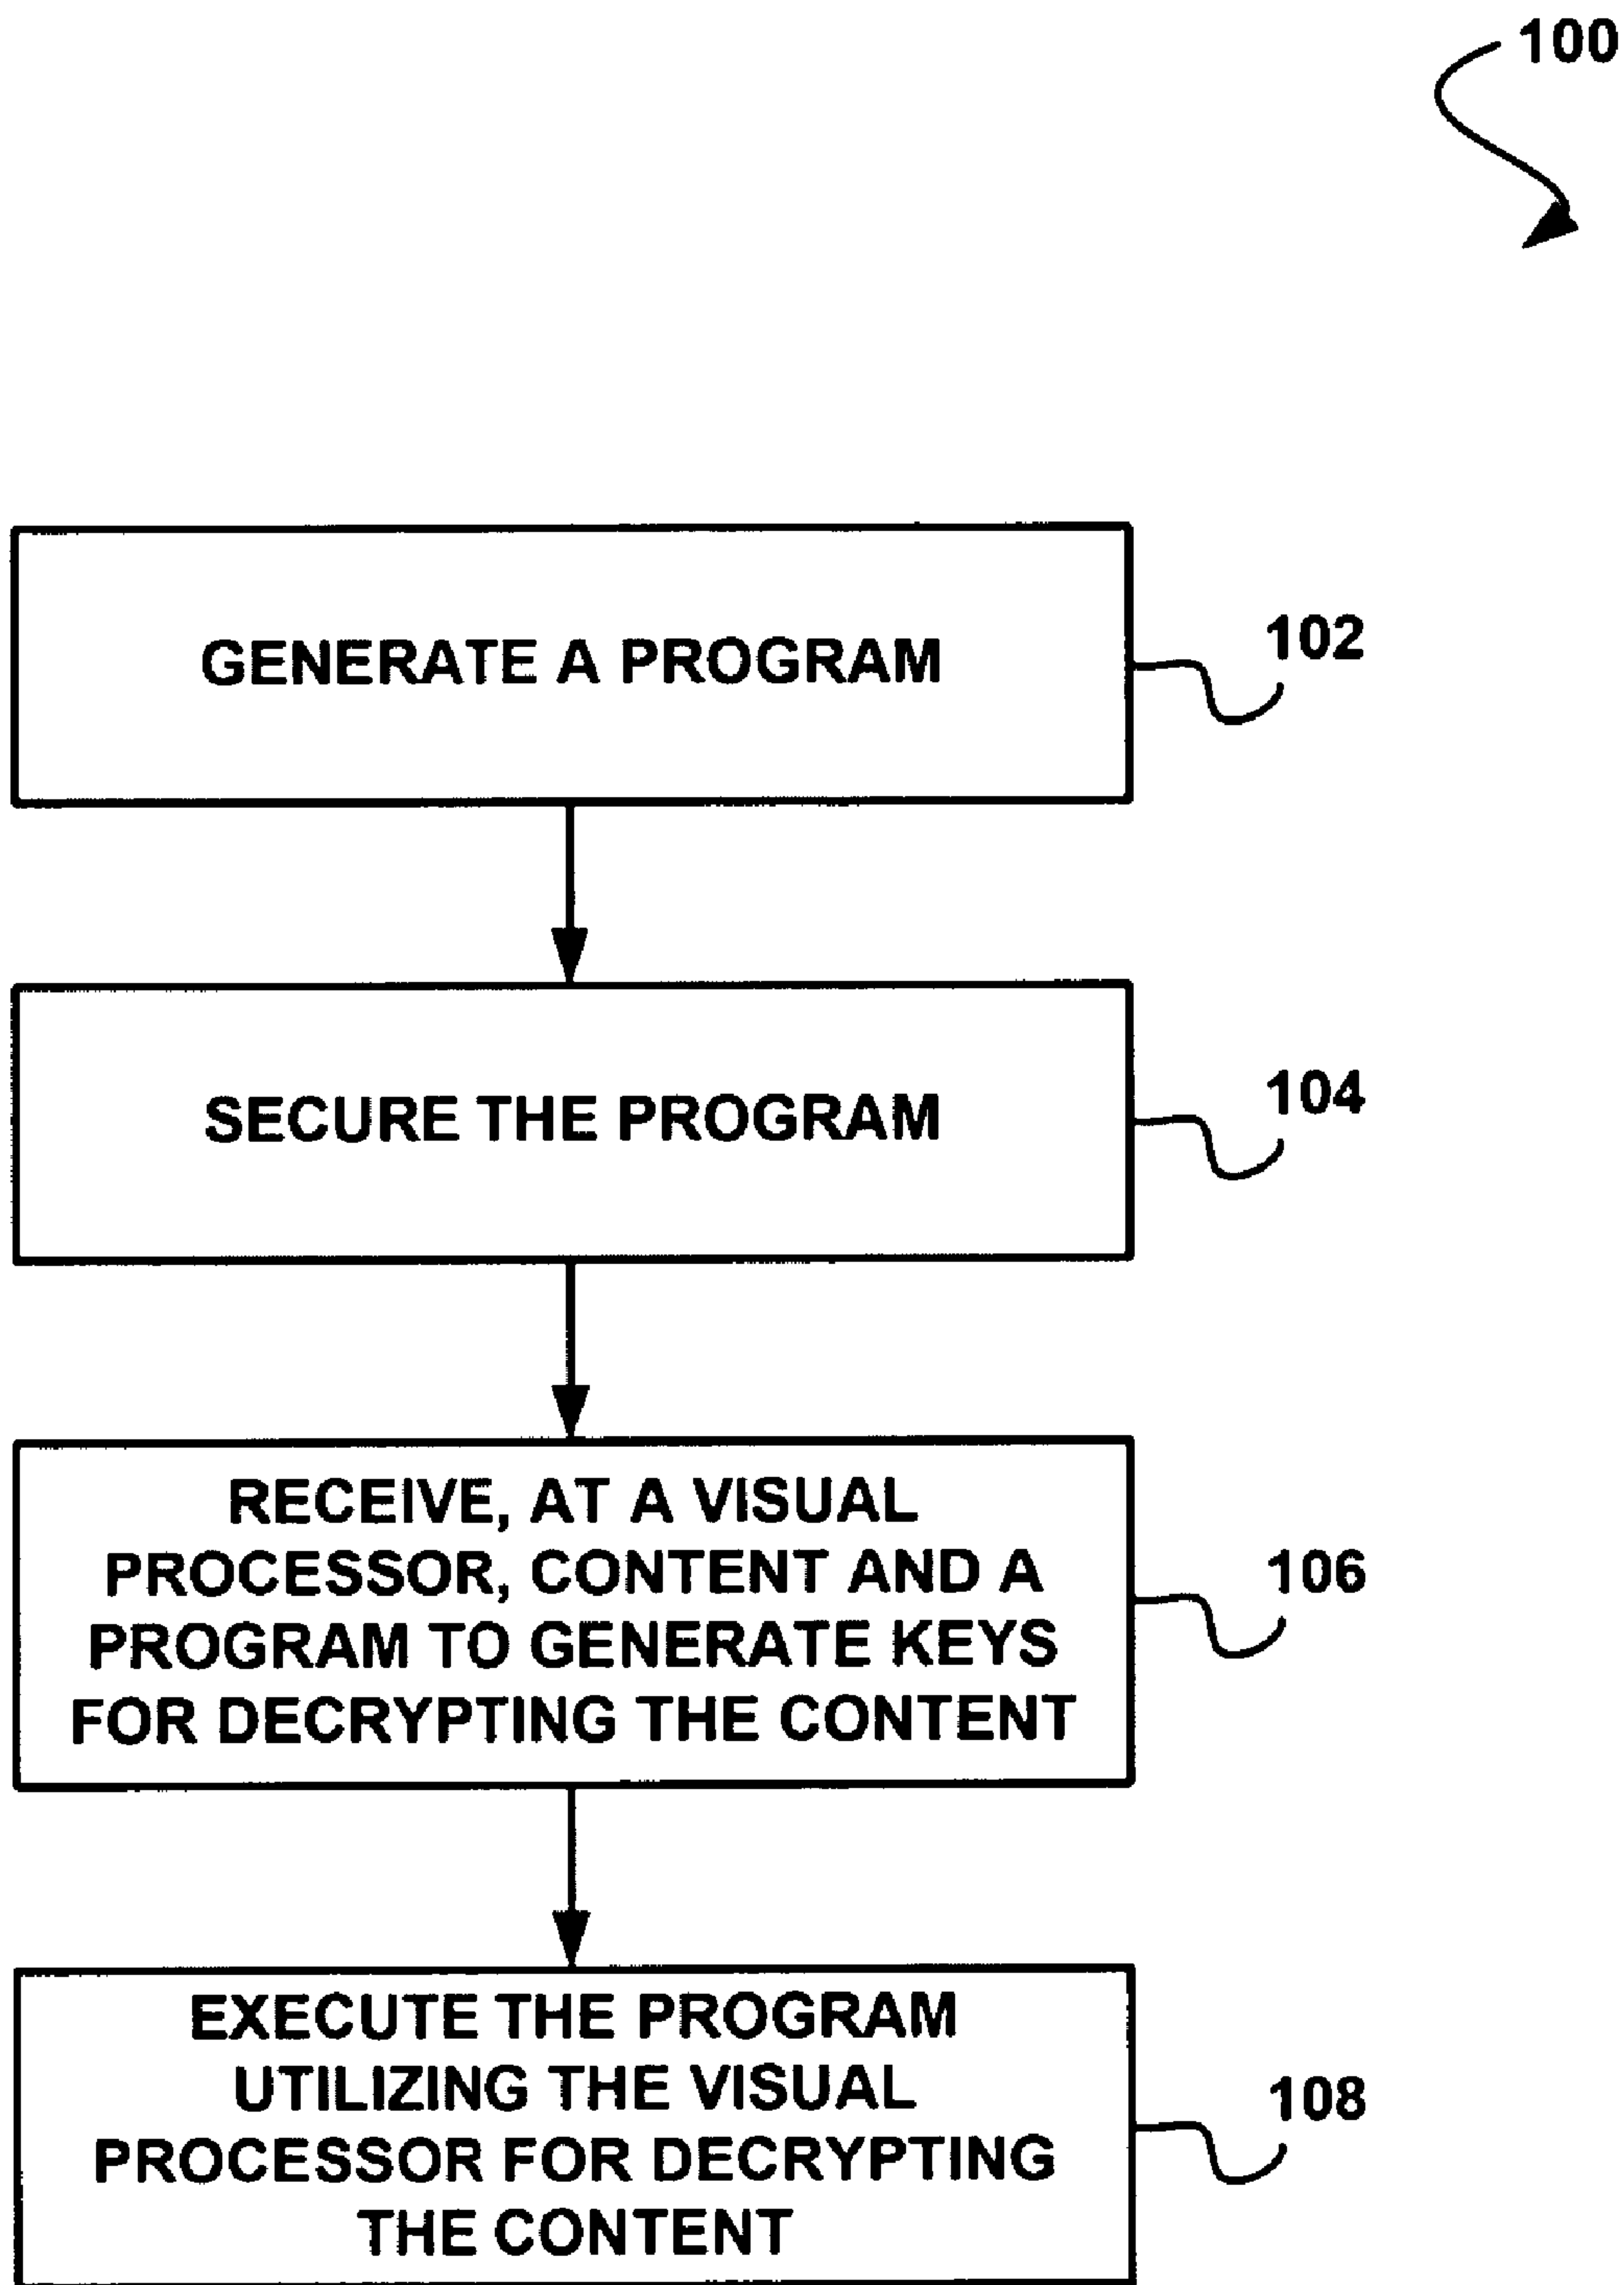 100
GENERATE A PROGRAM
102
SECURE THE PROGRAM
104
RECEIVE, AT A VISUAL
PROCESSOR, CONTENT AND A
PROGRAM TO GENERATE KEYS
FOR DECRYPTING THE CONTENT
106
EXECUTE THE PROGRAM
UTILIZING THE VISUAL
PROCESSOR FOR DECRYPTING
THE CONTENT
108